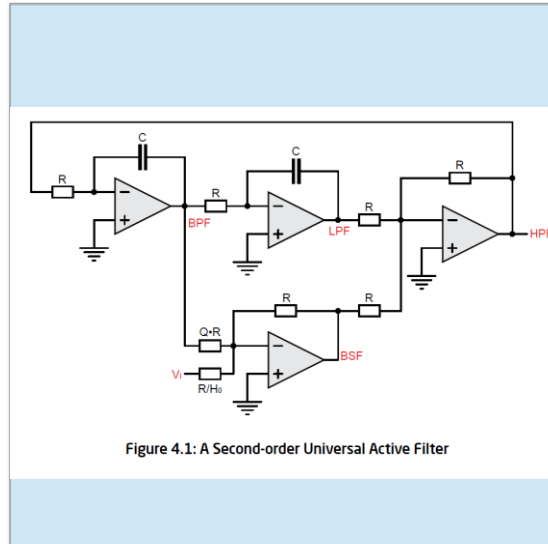 C
C
R
R
R
R
BPF
LPF
HPF
R
R
Q•R
BSF
Vi
R/H₀
Figure 4.1: A Second-order Universal Active Filter